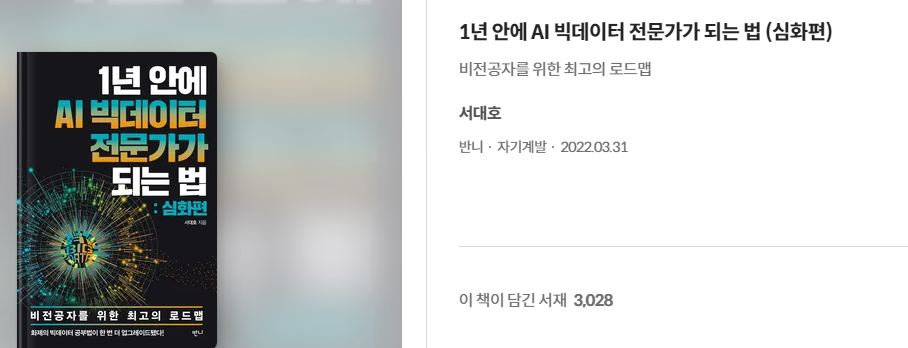 1년 안에
AI 빅데이터
전문가가
되는 법
: 심화편
서대호 지음
비전공자를 위한 최고의 로드맵
화제의 빅데이터 공부법이 한 번 더 업그레이드됐다!
반니
1년 안에 AI 빅데이터 전문가가 되는 법 (심화편)
비전공자를 위한 최고의 로드맵
서대호
반니 · 자기계발 · 2022.03.31
이 책이 담긴 서재 3,028